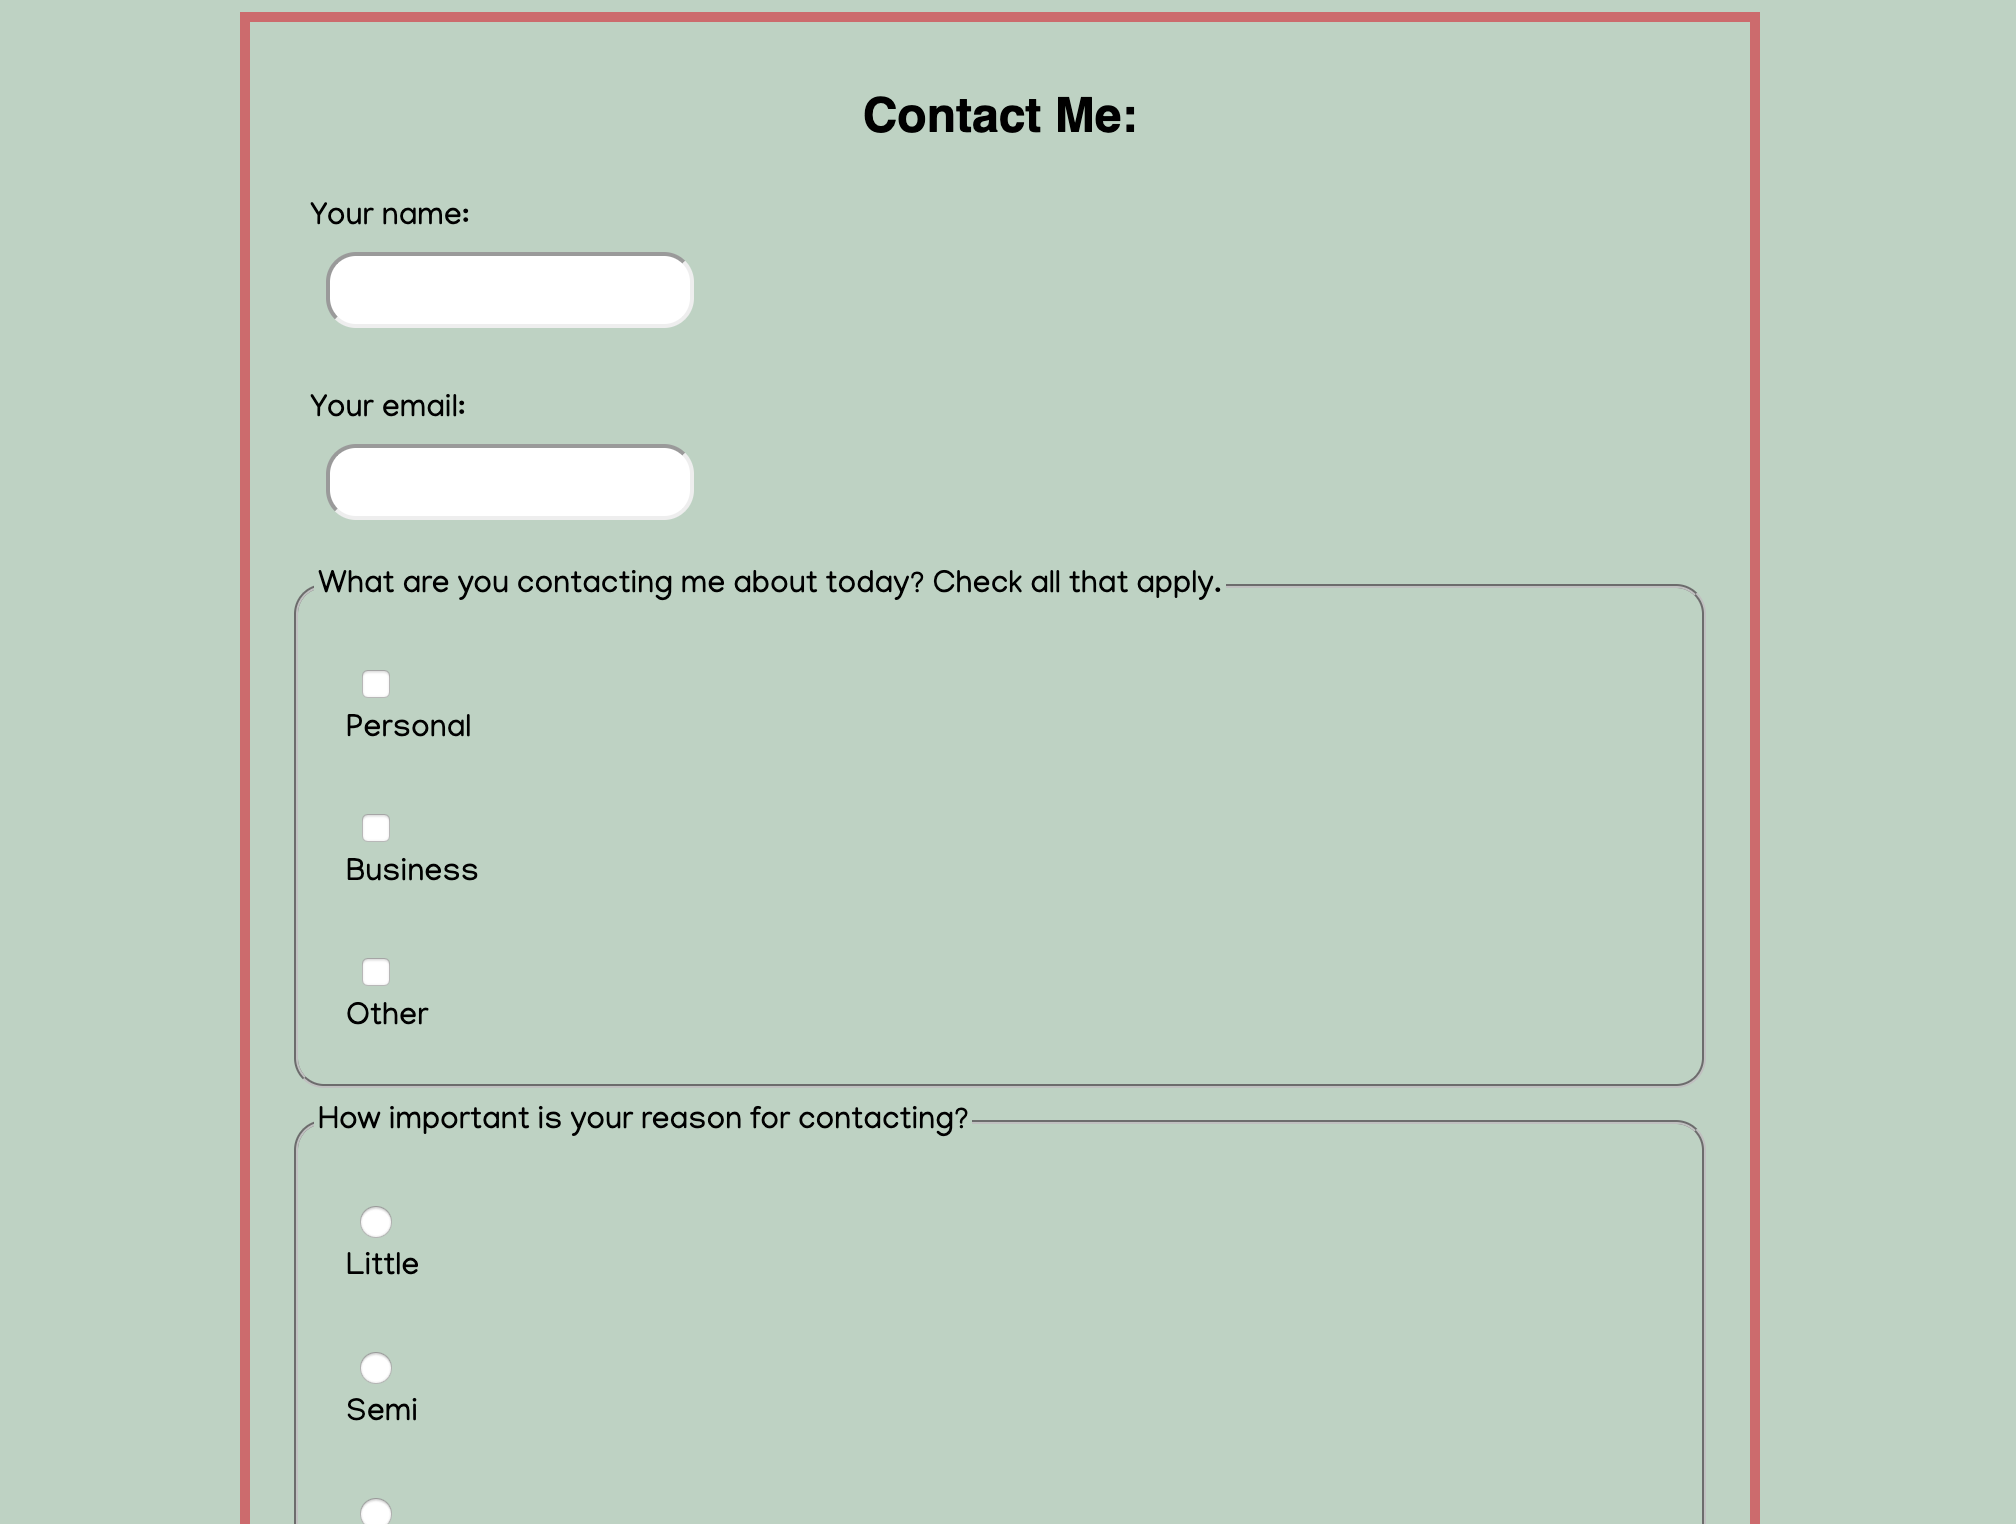 Contact Me:
Your name:
Your email:
What are you contacting me about today? Check all that apply.
Personal
Business
Other
How important is your reason for contacting?
Little
Semi